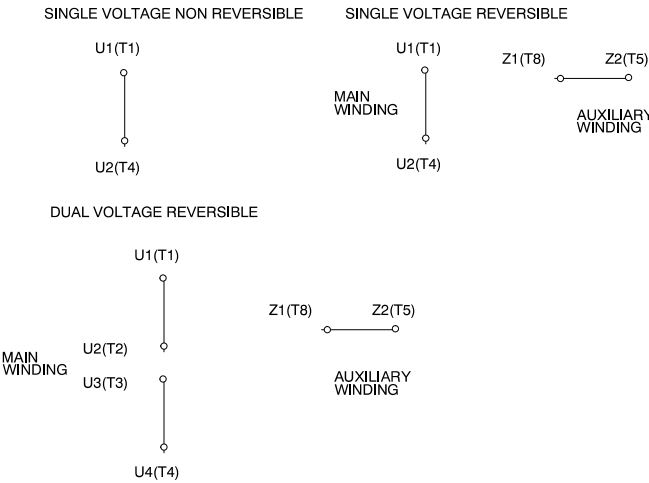 SINGLE VOLTAGE NON REVERSIBLE
U1(T1)
U2(T4)
SINGLE VOLTAGE REVERSIBLE
U1(T1)
MAIN
WINDING
U2(T4)
Z1(T8) Z2(T5)
AUXILIARY
WINDING
DUAL VOLTAGE REVERSIBLE
U1(T1)
MAIN
WINDING
U2(T2)
U3(T3)
U4(T4)
Z1(T8) Z2(T5)
AUXILIARY
WINDING